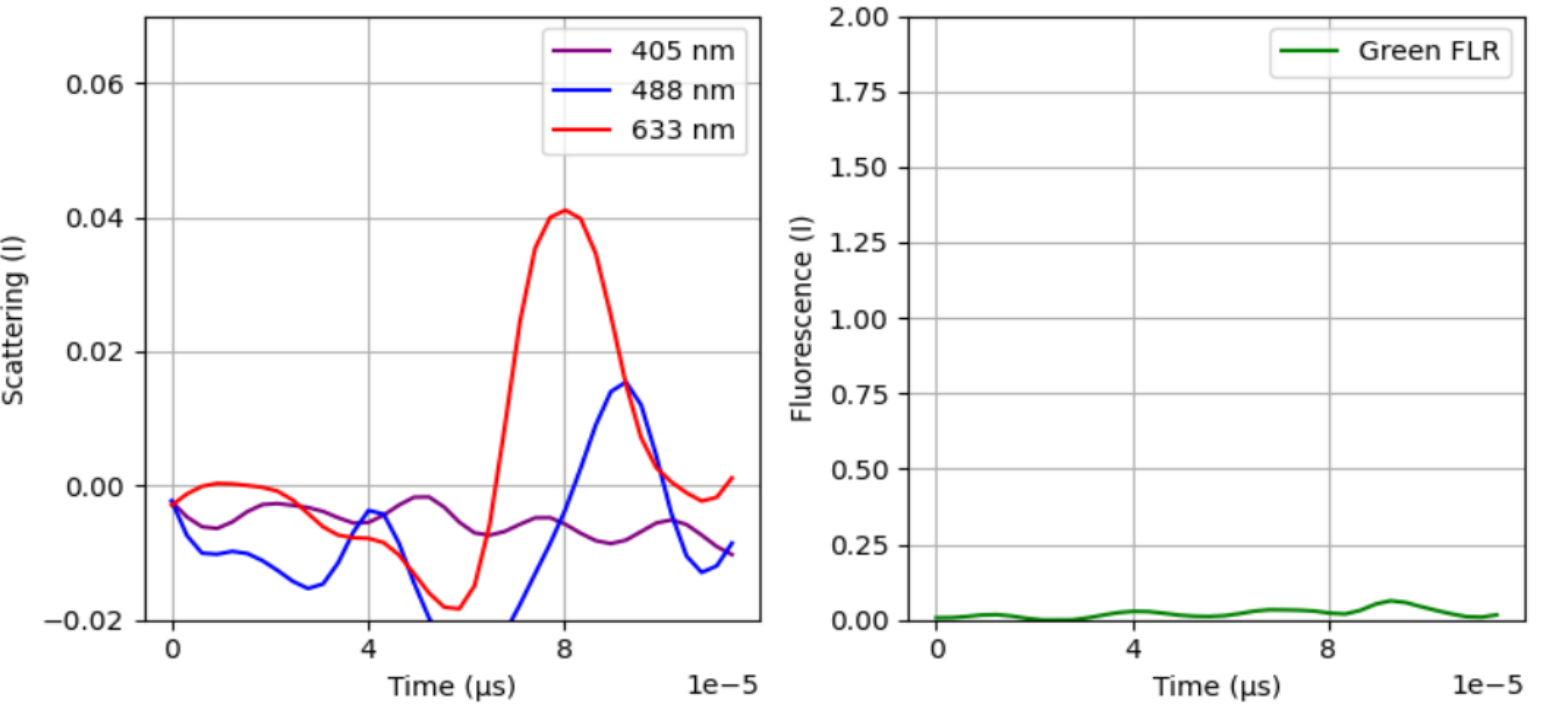 405 nm
488 nm
633 nm
0.06
0.04
0.02
0.00
−0.02
Scattering (I)
0 4 8
Time (μs) 1e−5
Green FLR
2.00
1.75
1.50
1.25
1.00
0.75
0.50
0.25
0.00
Fluorescence (I)
0 4 8
Time (μs) 1e−5